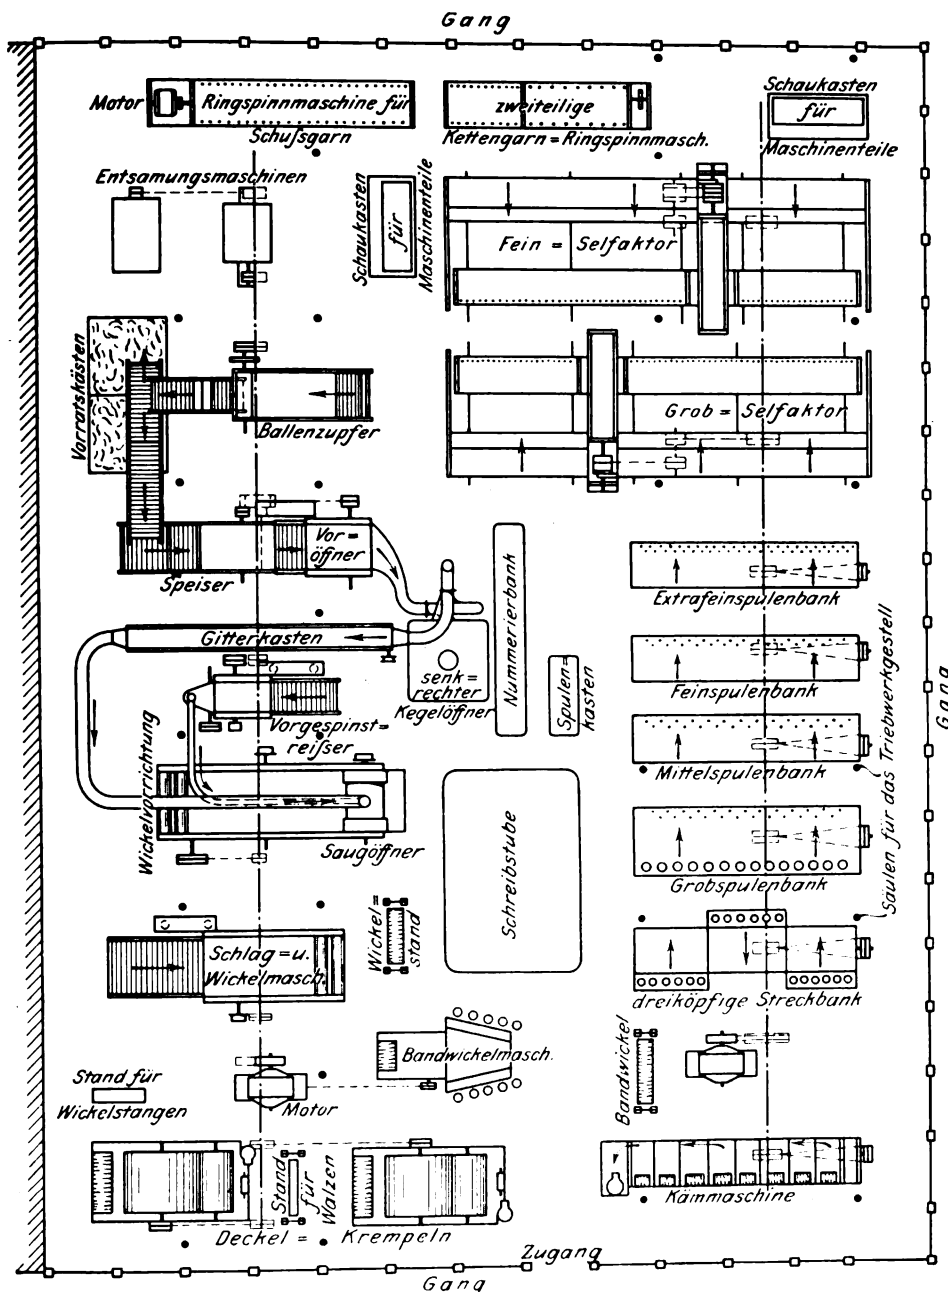 Gang
Motor
Ringspinnmaschine für
Schußgarn
zweiteilige
Kettengarn=Ringspinnmasch.
Schaukasten
für
Maschinenteile
Entsamungsmaschinen
Schaukasten
für
Maschinenteile
Fein = Selfaktor
Vorratskästen
Ballenzupfer
Grob = Selfaktor
Vor=
öffner
Speiser
Nummerierbank
Extrafeinspulenbank
Gitterkasten
senk=
rechter
Kegelöffner
Spulen=
kasten
Feinspulenbank
Gang
Vorgespinst=
reißer
Mittelspulenbank
Säulen für das Triebwerkgestell
Wickelvorrichtung
Saugöffner
Schreibstube
Grobspulenbank
Wickel=
stand
Schlag=u.
Wickelmasch.
dreiköpfige Streckbank
Bandwickelmasch.
Bandwickel
Stand für
Wickelstangen
Motor
Stand
für
Walzen
Kämmaschine
Deckel = Krempeln
Zugang
Gang